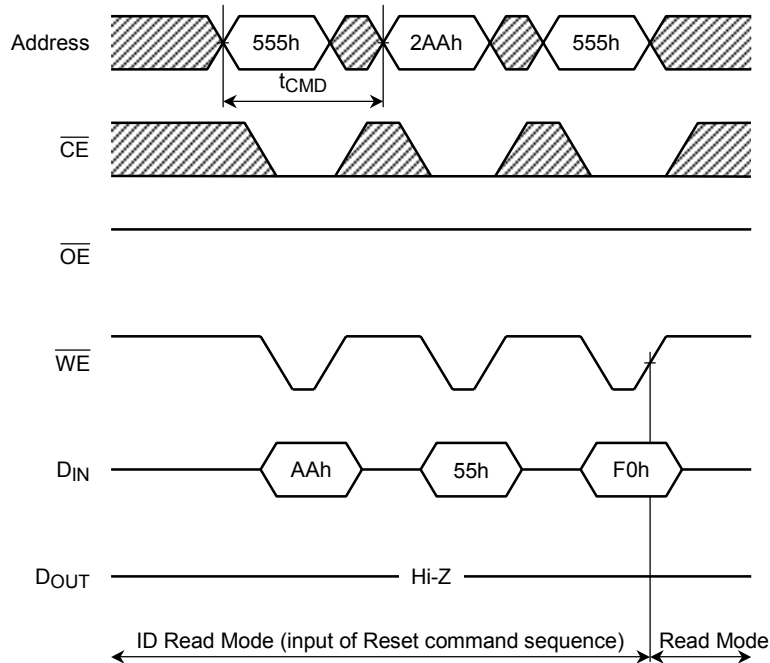 Address 555h 2AAh 555h
tCMD
CE
OE
WE
DIN AAh 55h F0h
DOUT Hi-Z
ID Read Mode (input of Reset command sequence) Read Mode